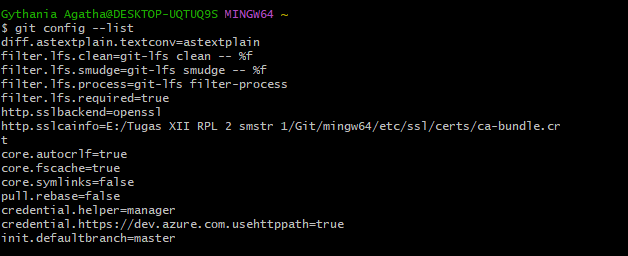 Gythania Agatha@DESKTOP-UQTUQ9S MINGW64 ~
$ git config --list
diff.astextplain.textconv=astextplain
filter.lfs.clean=git-lfs clean -- %f
filter.lfs.smudge=git-lfs smudge -- %f
filter.lfs.process=git-lfs filter-process
filter.lfs.required=true
http.sslbackend=openssl
http.sslcainfo=E:/Tugas XII RPL 2 smstr 1/Git/mingw64/etc/ssl/certs/ca-bundle.cr
t
core.autocrlf=true
core.fscache=true
core.symlinks=false
pull.rebase=false
credential.helper=manager
credential.https://dev.azure.com.usehttppath=true
init.defaultbranch=master